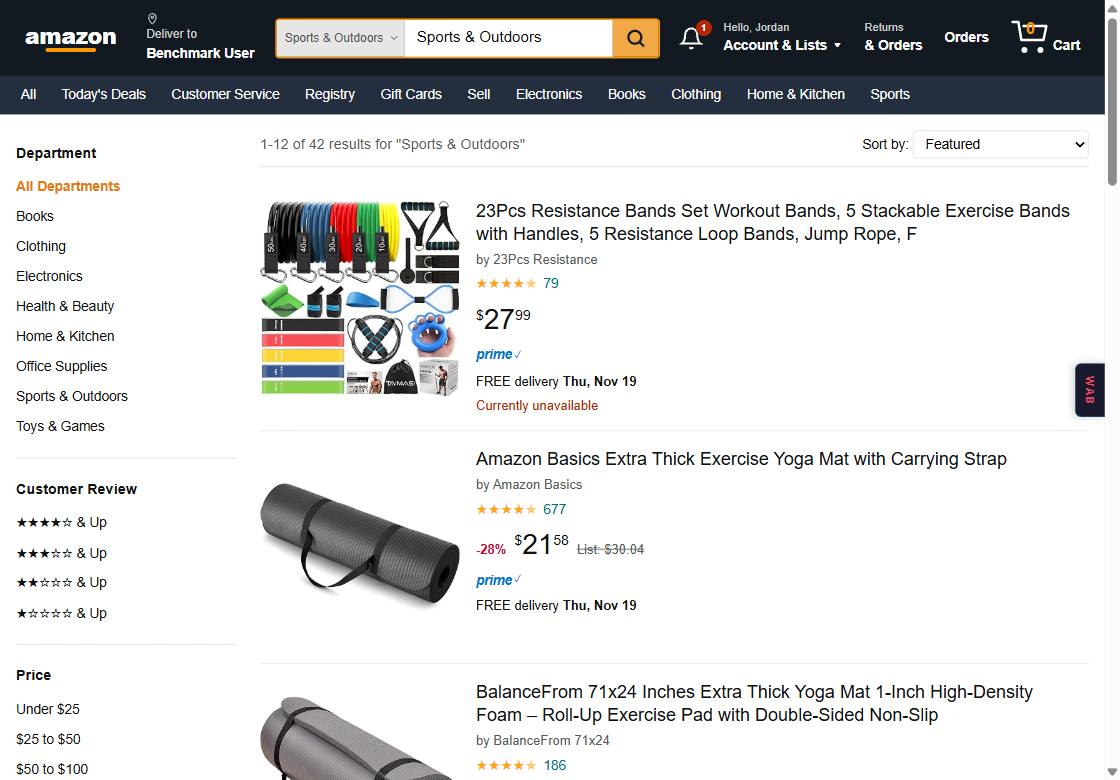 amazon
Deliver to
Benchmark User
Sports & Outdoors
Sports & Outdoors
1
Hello, Jordan
Account & Lists
Returns
& Orders
Orders
0
Cart
All
Today's Deals
Customer Service
Registry
Gift Cards
Sell
Electronics
Books
Clothing
Home & Kitchen
Sports
Department
All Departments
Books
Clothing
Electronics
Health & Beauty
Home & Kitchen
Office Supplies
Sports & Outdoors
Toys & Games
Customer Review
★★★★☆ & Up
★★★☆☆ & Up
★★☆☆☆ & Up
★☆☆☆☆ & Up
Price
Under $25
$25 to $50
$50 to $100
1-12 of 42 results for "Sports & Outdoors"
Sort by:
Featured
23Pcs Resistance Bands Set Workout Bands, 5 Stackable Exercise Bands
with Handles, 5 Resistance Loop Bands, Jump Rope, F
by 23Pcs Resistance
79
$27.99
prime
FREE delivery Thu, Nov 19
Currently unavailable
Amazon Basics Extra Thick Exercise Yoga Mat with Carrying Strap
by Amazon Basics
677
-28% $21.58 List: $30.04
prime
FREE delivery Thu, Nov 19
BalanceFrom 71x24 Inches Extra Thick Yoga Mat 1-Inch High-Density
Foam – Roll-Up Exercise Pad with Double-Sided Non-Slip
by BalanceFrom 71x24
186
WAB